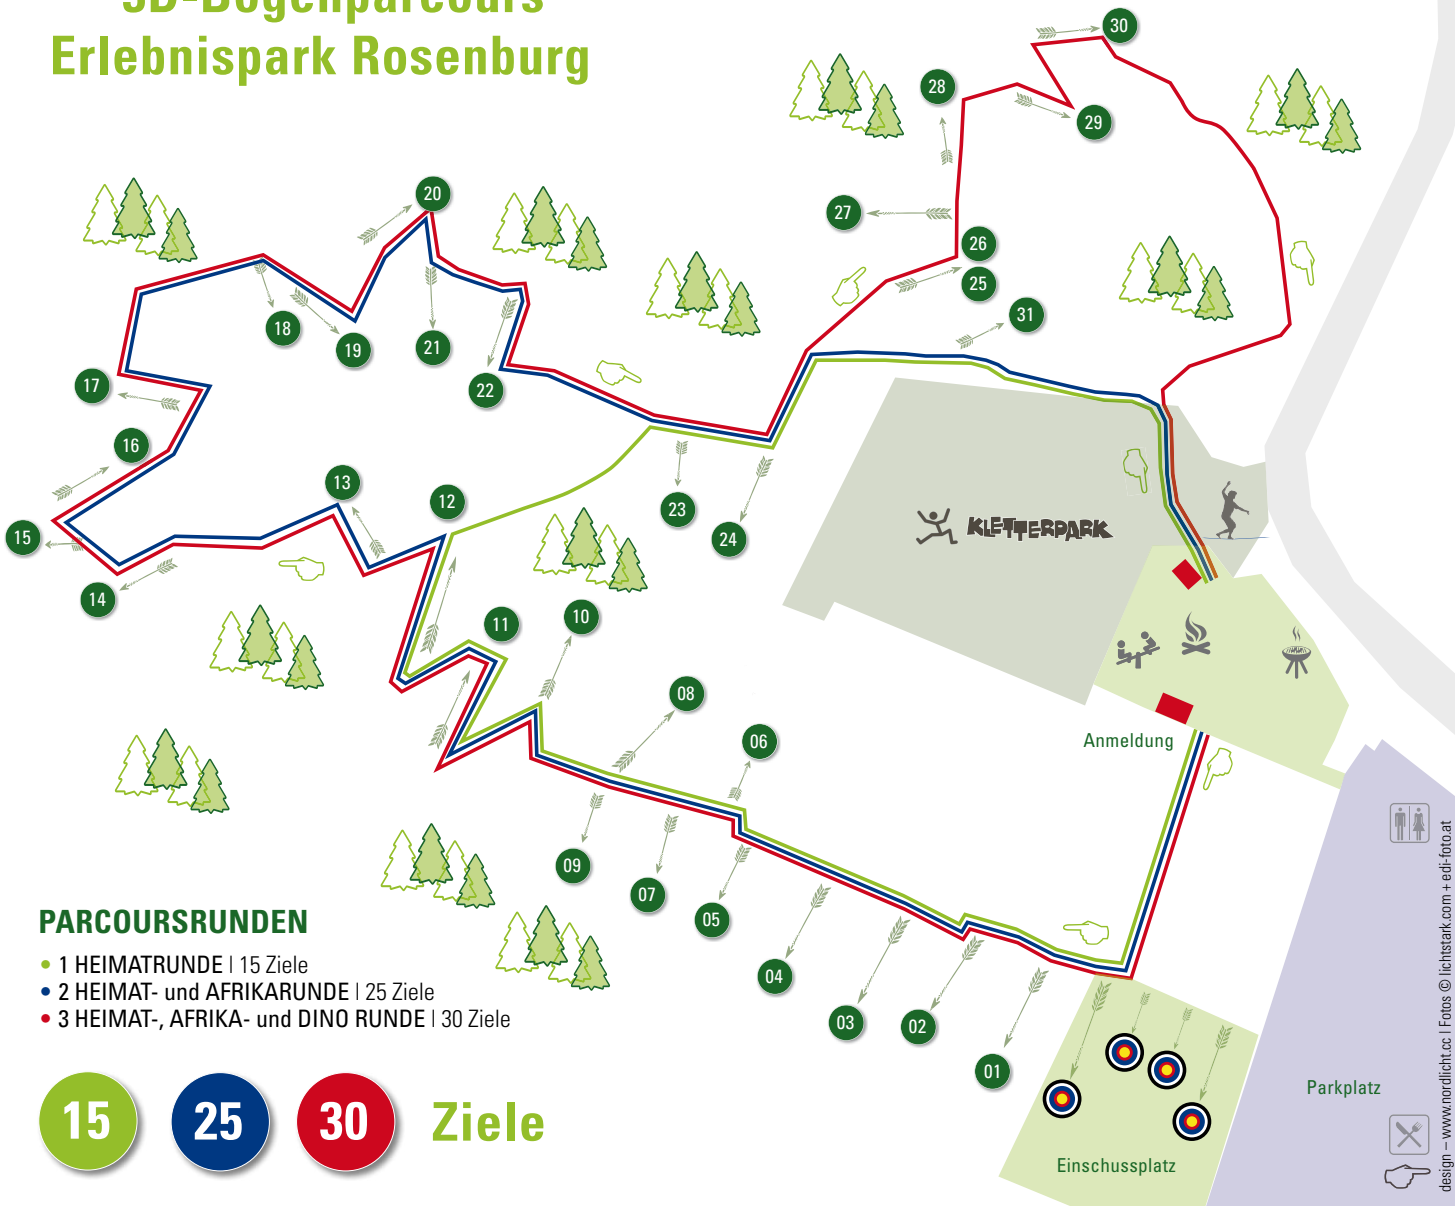 3D-Bogenparcours
Erlebnispark Rosenburg
30
28
29
20
27
26
25
31
18
19
21
22
17
16
13
12
15
14
23
24
KLETTERPARK
11
10
08
06
Anmeldung
09
07
05
04
03
02
01
PARCOURSRUNDEN
• 1 HEIMATRUNDE | 15 Ziele
• 2 HEIMAT- und AFRIKARUNDE | 25 Ziele
• 3 HEIMAT-, AFRIKA- und DINO RUNDE | 30 Ziele
15 25 30 Ziele
Einschussplatz
Parkplatz
design – www.nordlicht.cc | Fotos © lichtstark.com + edi-foto.at